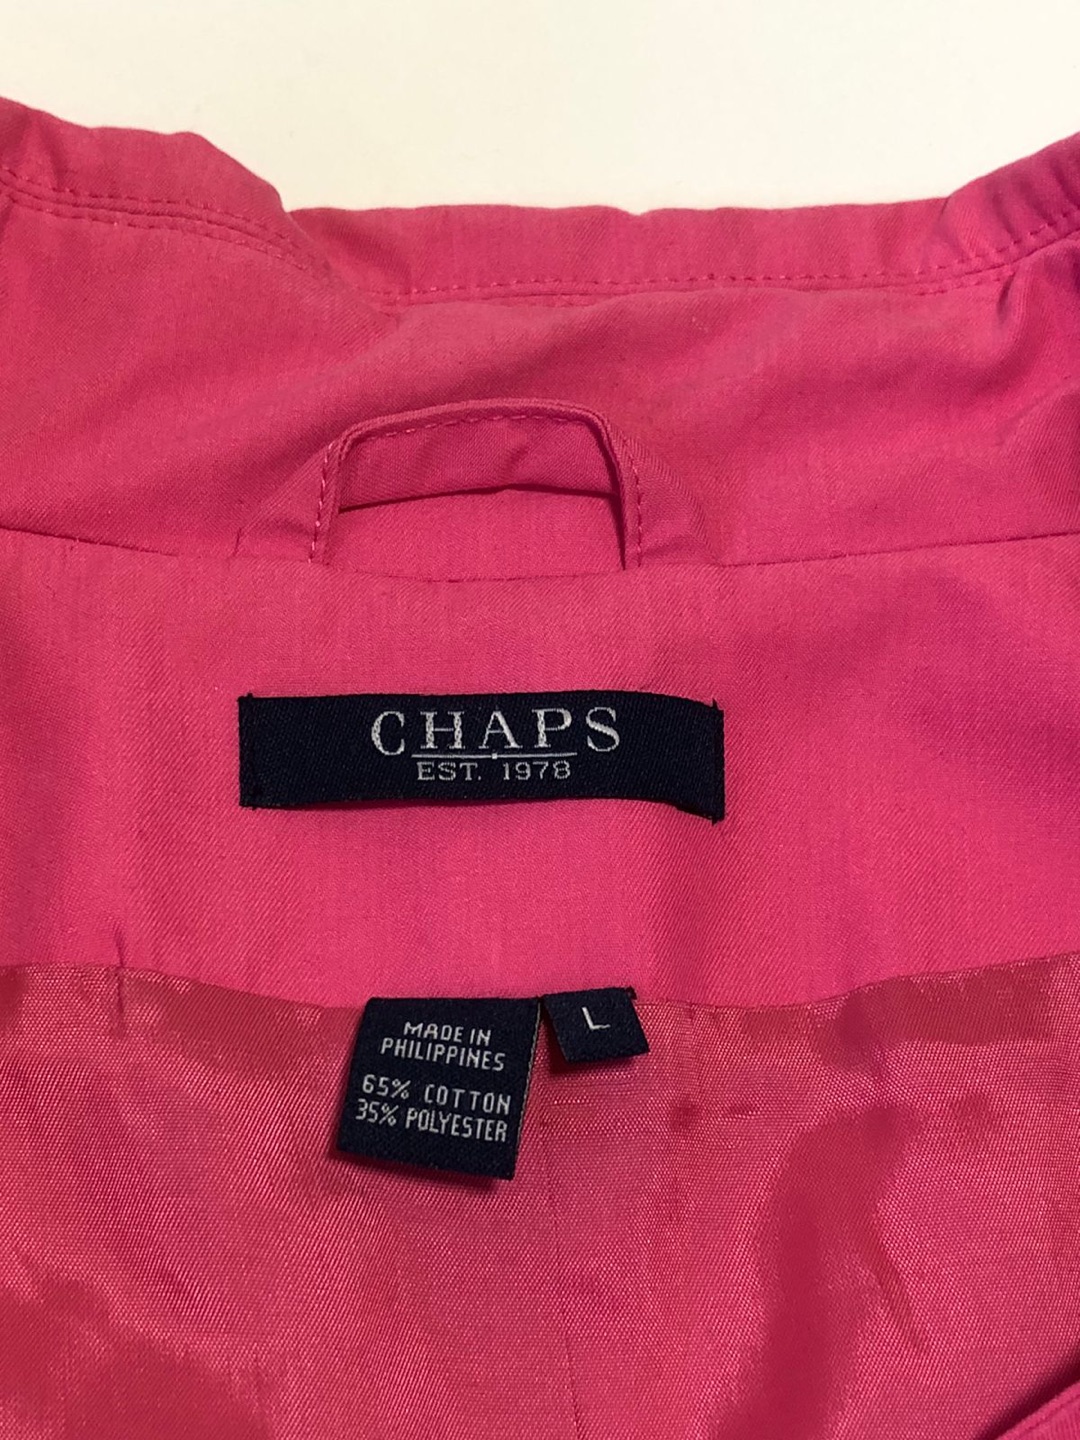 CHAPS
EST. 1978
L
MADE IN
PHILIPPINES
65% COTTON
35% POLYESTER